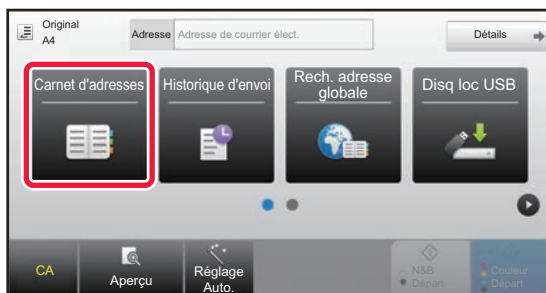 Original
A4
Adresse
Adresse de courrier élect.
Détails
Carnet d'adresses
Historique d'envoi
Rech. adresse
globale
Disq loc USB
CA
Aperçu
Réglage
Auto.
N&B
Départ
Couleur
Départ